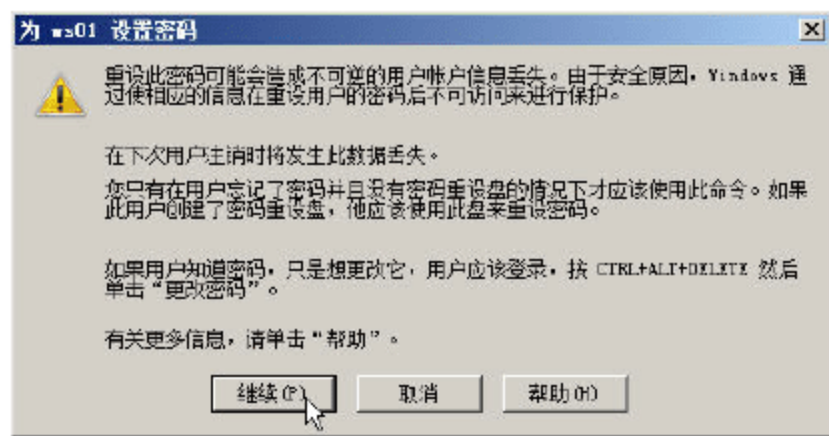 为 ws01 设置密码
重设此密码可能会造成不可逆的用户帐户信息丢失。由于安全原因，Windows 通
过使相应的信息在重设用户的密码后不可访问来进行保护。
在下次用户注销时将发生此数据丢失。
您只有在用户忘记了密码并且没有密码重设盘的情况下才应该使用此命令。如果
此用户创建了密码重设盘，他应该使用此盘来重设密码。
如果用户知道密码，只是想更改它，用户应该登录，按 CTRL+ALT+DELETE 然后
单击“更改密码”。
有关更多信息，请单击“帮助”。
继续(P)
取消
帮助(H)